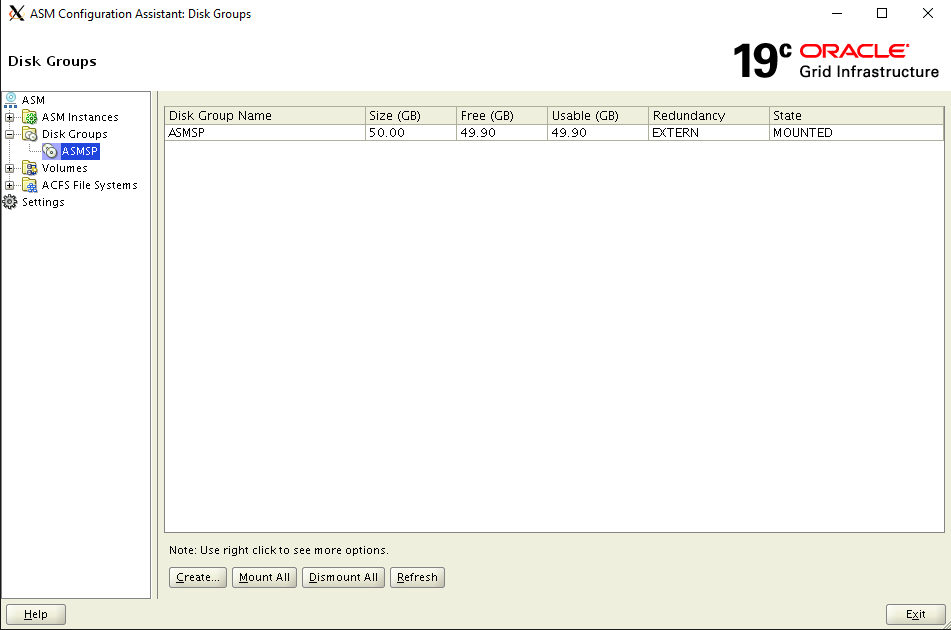 ASM Configuration Assistant: Disk Groups
Disk Groups
19c ORACLE
Grid Infrastructure
ASM
ASM Instances
Disk Groups
ASMSP
Volumes
ACFS File Systems
Settings
Disk Group Name Size (GB) Free (GB) Usable (GB) Redundancy State
ASMSP 50.00 49.90 49.90 EXTERN MOUNTED
Note: Use right click to see more options.
Create... Mount All Dismount All Refresh
Help Exit